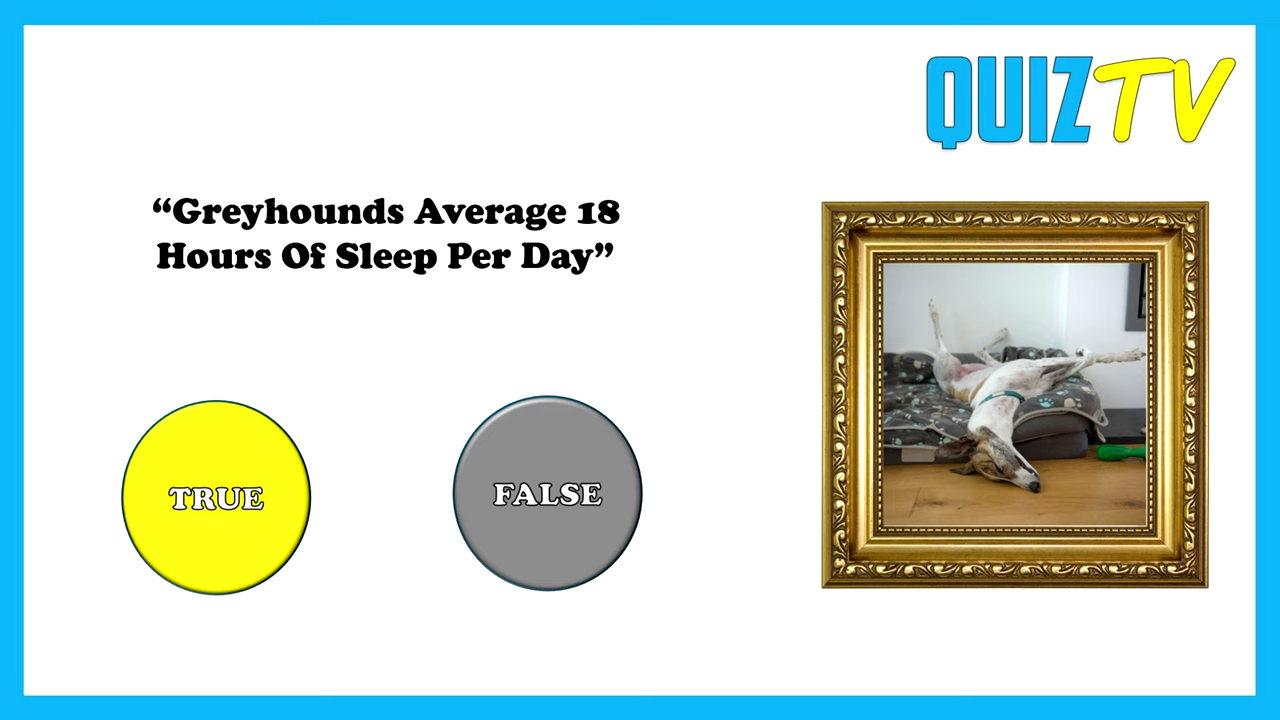 QUIZTV
“Greyhounds Average 18
Hours Of Sleep Per Day”
TRUE
FALSE